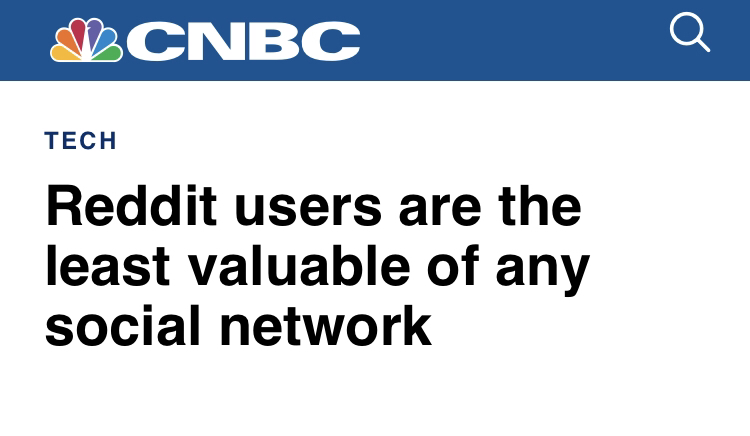 CNBC
TECH
Reddit users are the
least valuable of any
social network